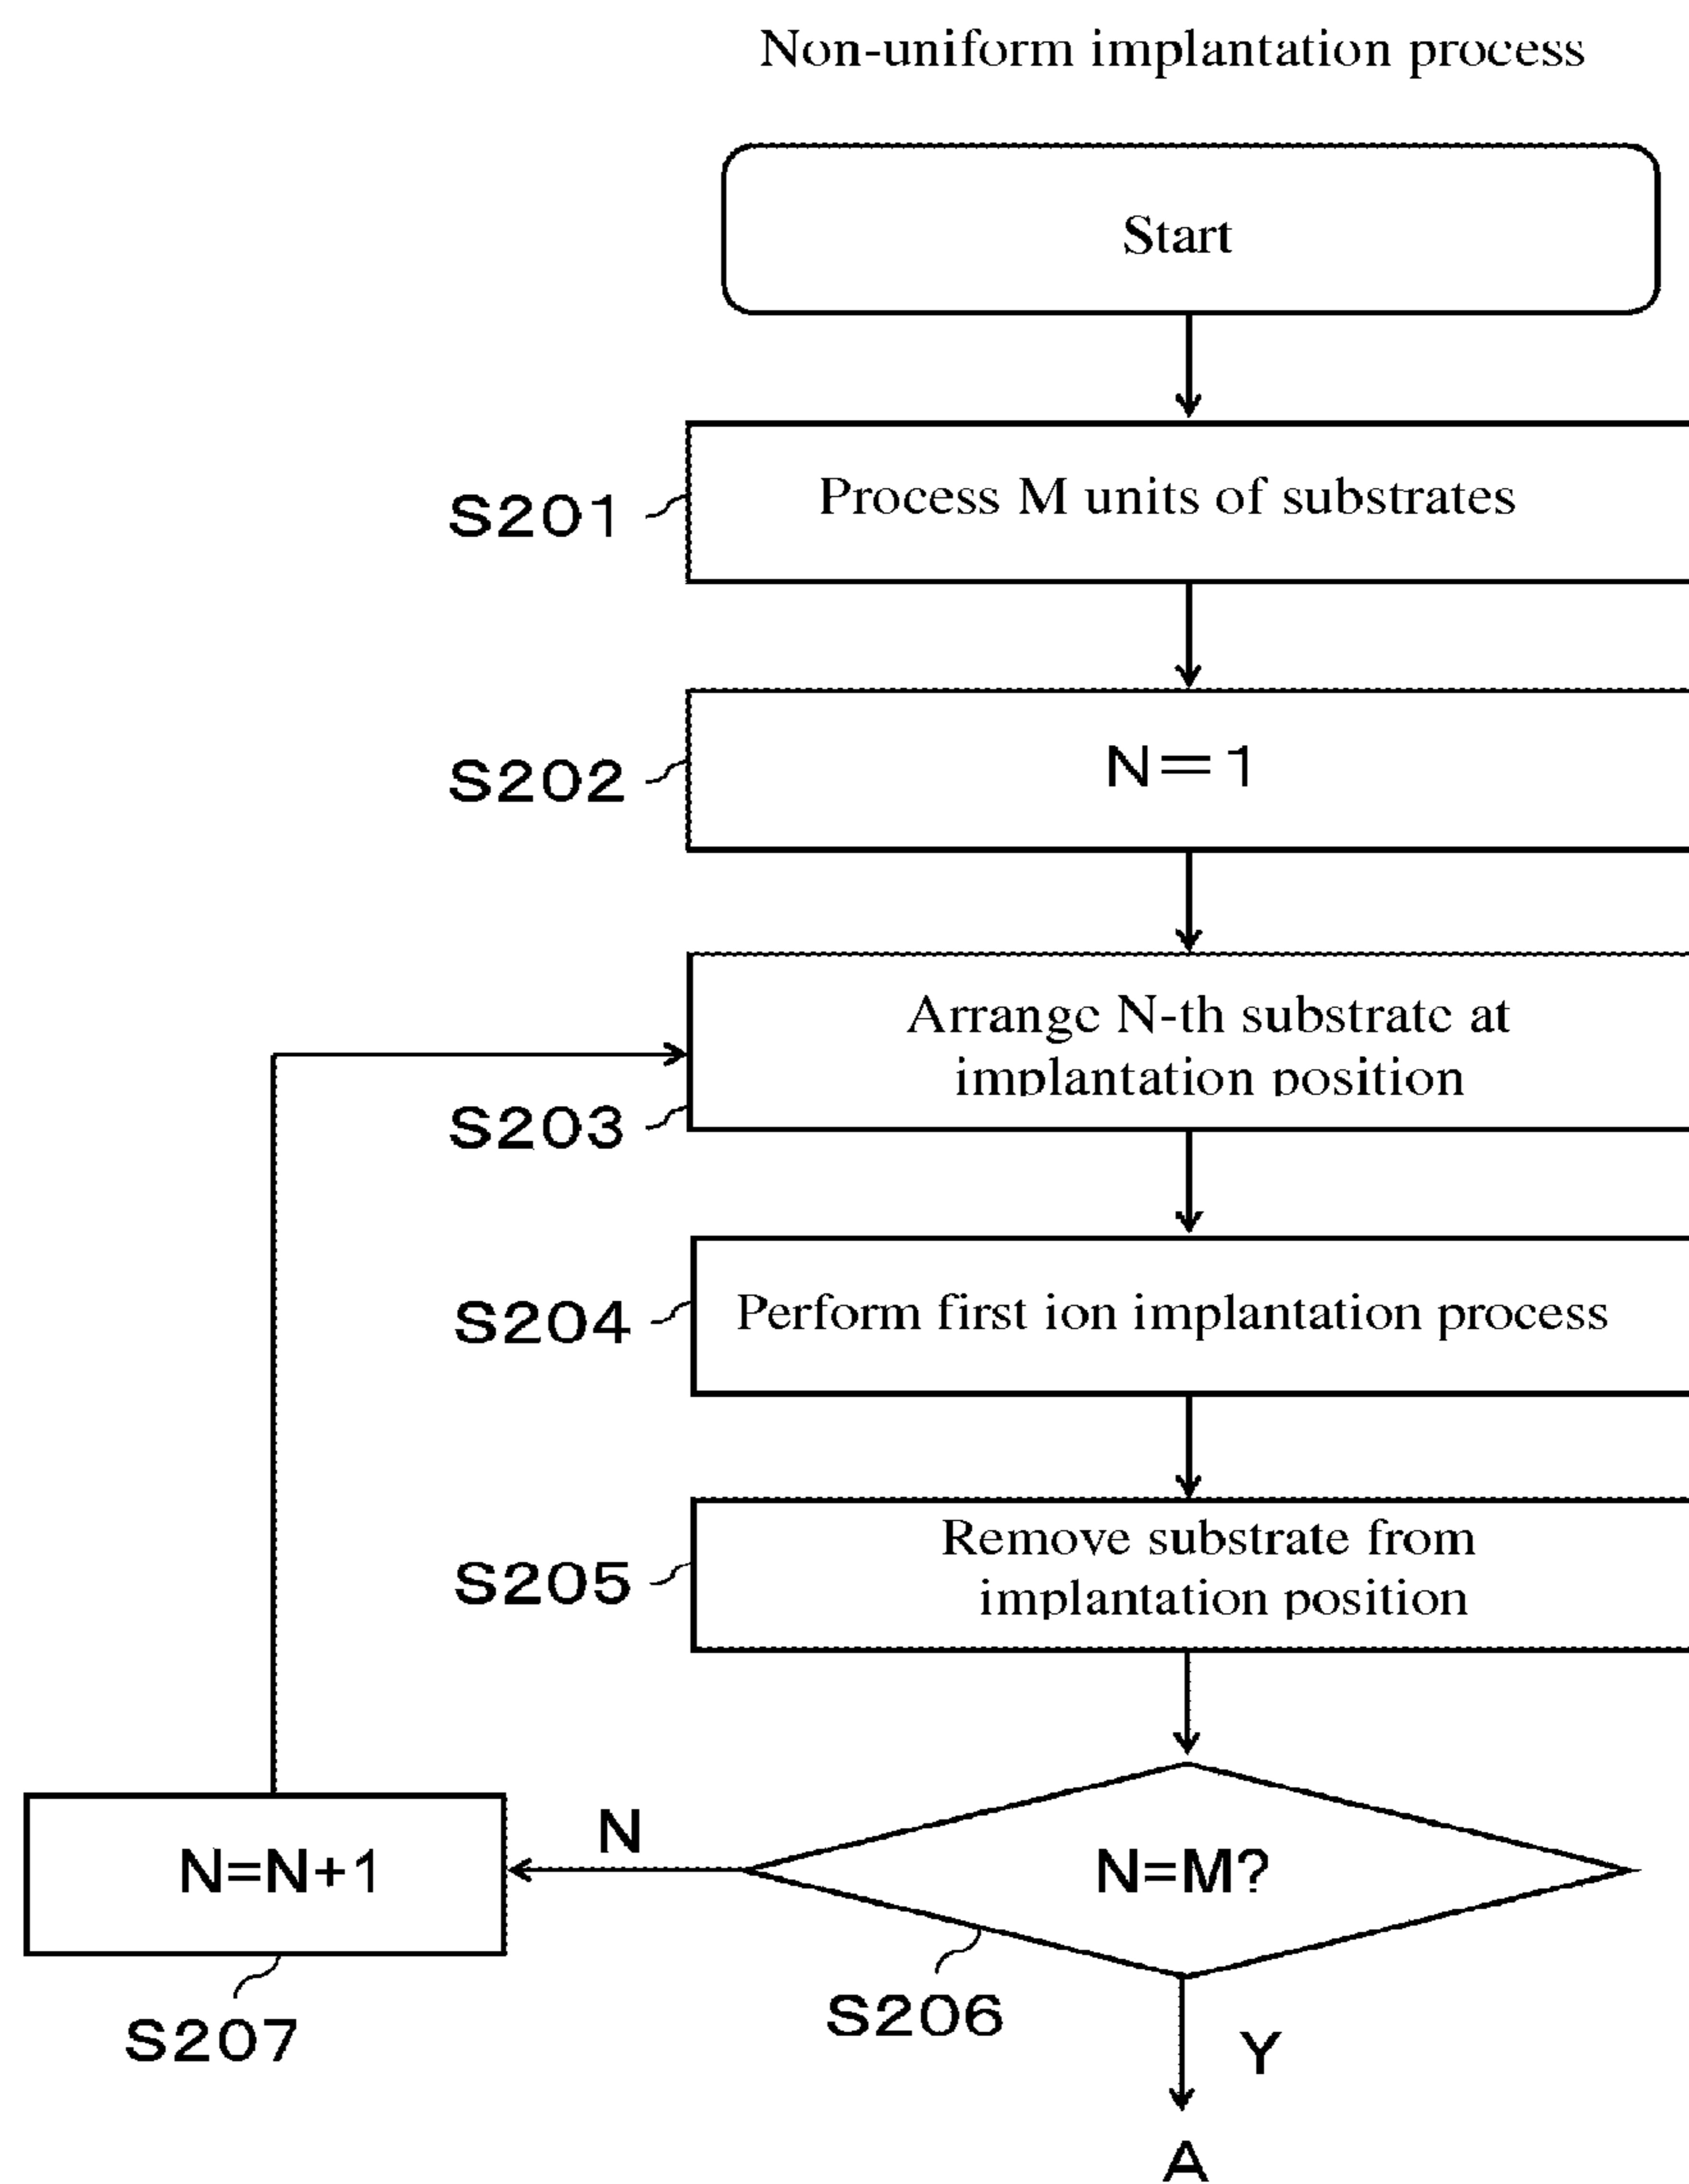 Non-uniform implantation process
Start
S201
Process M units of substrates
S202
N=1
Arrange N-th substrate at
implantation position
S203
S204
Perform first ion implantation process
Remove substrate from
implantation position
S205
N
N=N+1
N=M?
S206
S207
Y
A